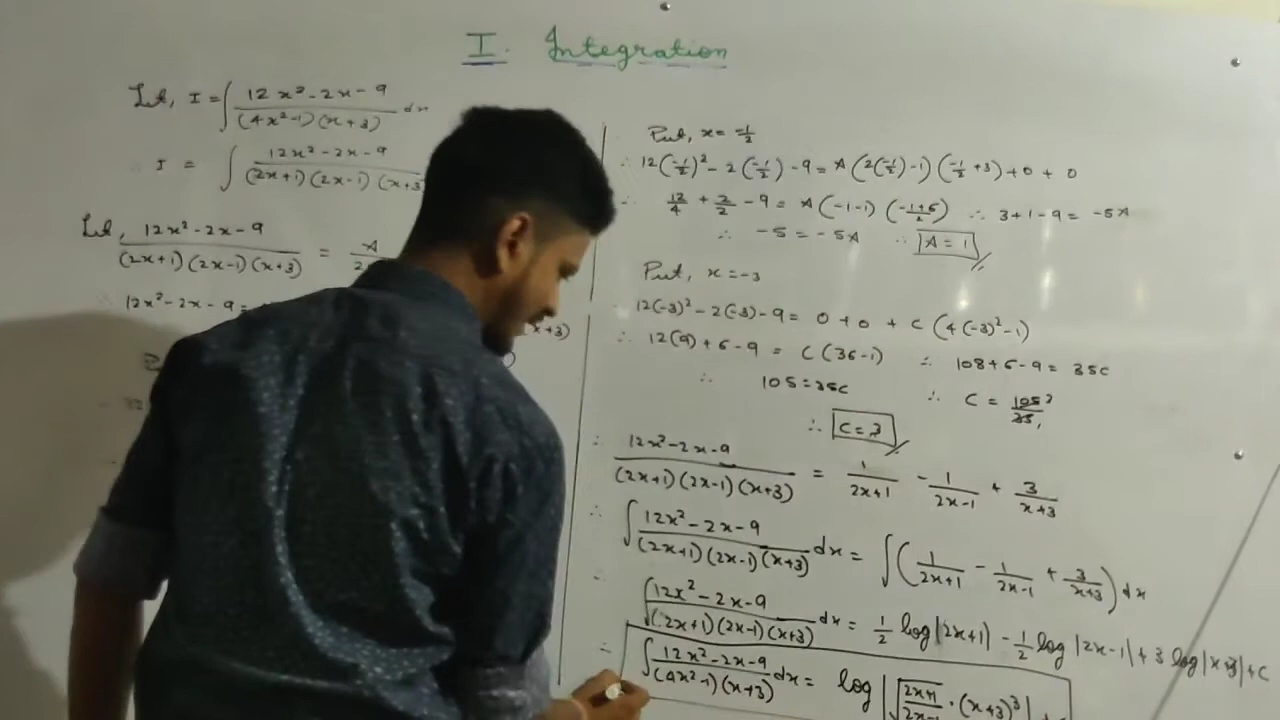 I. Integration
Let, I = ∫ 12x²-2x-9 / (4x²-1)(x+3) dx
∴ I = ∫ 12x²-2x-9 / (2x+1)(2x-1)(x+3
Let, 12x²-2x-9 / (2x+1)(2x-1)(x+3) = A / 2
12x²-2x-9 =
x+3)
Put, x = -1/2
∴ 12(-1/2)² - 2(-1/2) - 9 = A(2(-1/2)-1)(-1/2+3) + 0 + 0
∴ 12/4 + 2/2 - 9 = A(-1-1)(-1+6/2) ∴ 3+1-9 = -5A
∴ -5 = -5A ∴ A = 1
Put, x = -3
12(-3)² - 2(-3) - 9 = 0 + 0 + C(4(-3)²-1)
∴ 12(9)+6-9 = C(36-1) ∴ 108+6-9 = 35C
∴ 105 = 35C ∴ C = 105 3 / 35 1
∴ C = 3
∴ 12x²-2x-9 / (2x+1)(2x-1)(x+3) = 1/2x+1 - 1/2x-1 + 3/x+3
∴ ∫ 12x²-2x-9 / (2x+1)(2x-1)(x+3) dx = ∫(1/2x+1 - 1/2x-1 + 3/x+3) dx
∴ ∫ 12x²-2x-9 / (2x+1)(2x-1)(x+3) dx = 1/2 log|2x+1| - 1/2 log|2x-1| + 3 log|x+3| + c
∴ ∫ 12x²-2x-9 / (4x²-1)(x+3) dx = log|√2x+1/2x-1 · (x+3)³|